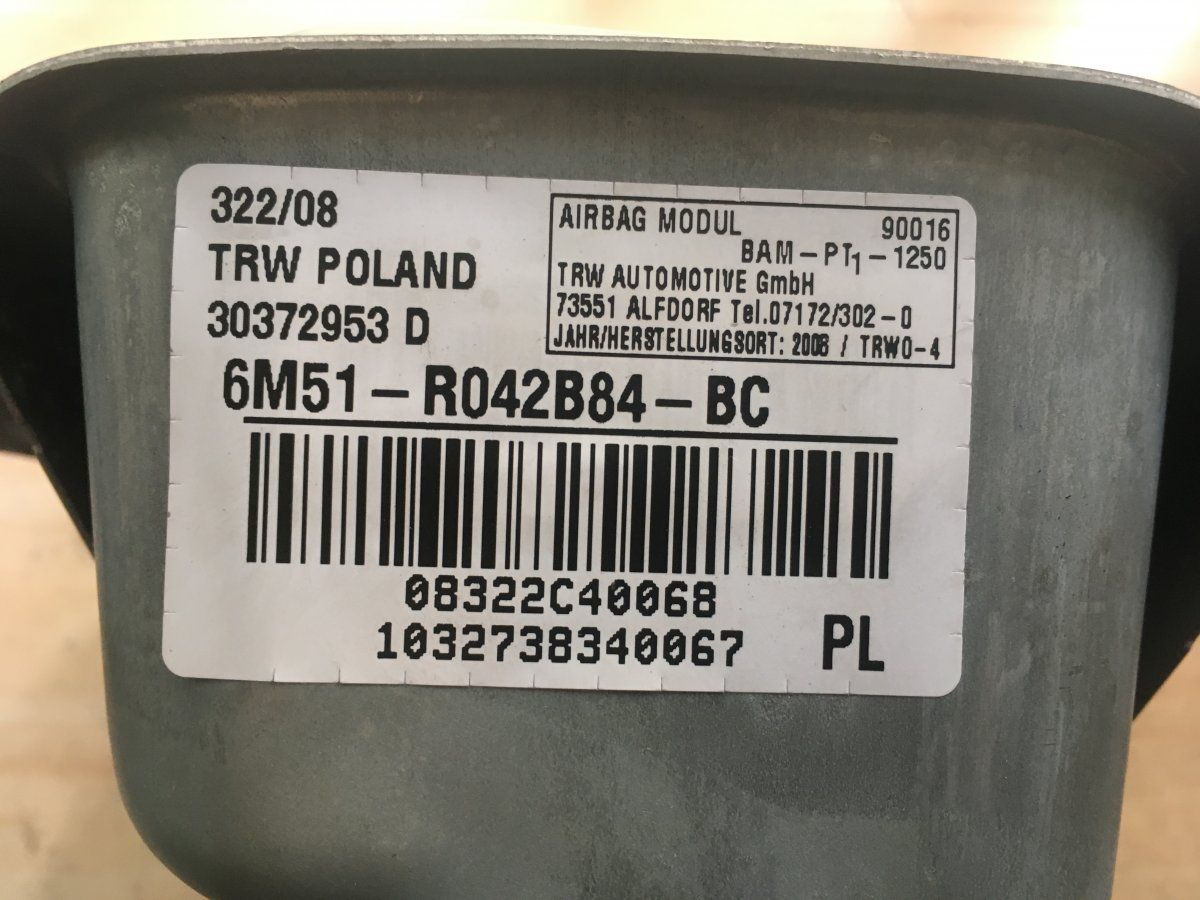 322/08
TRW POLAND
30372953 D
AIRBAG MODUL 90016
BAM-PT1-1250
TRW AUTOMOTIVE GmbH
73551 ALFDORF Tel.07172/302-0
JAHR/HERSTELLUNGSORT: 2008 / TRWO-4
6M51-R042B84-BC
08322C40068
1032738340067
PL